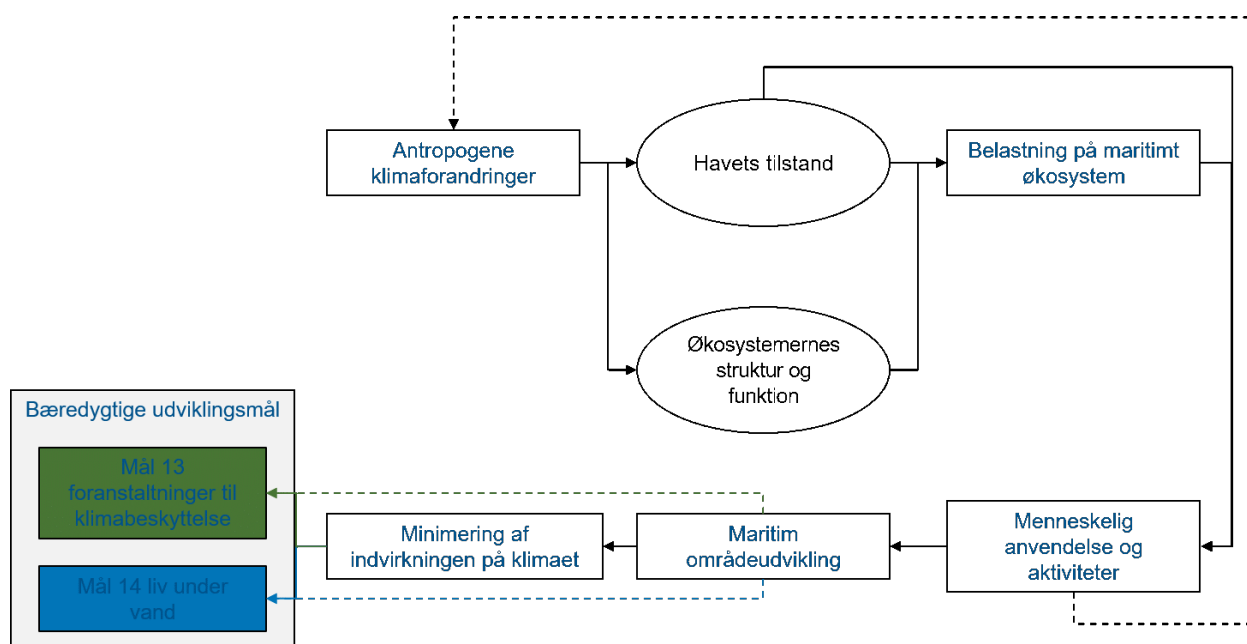 Antropogene
klimaforandringer
Havets tilstand
Belastning på maritimt
økosystem
Økosystemernes
struktur og
funktion
Bæredygtige udviklingsmål
Mål 13
foranstaltninger til
klimabeskyttelse
Mål 14 liv under
vand
Minimering af
indvirkningen på klimaet
Maritim
områdeudvikling
Menneskelig
anvendelse og
aktiviteter